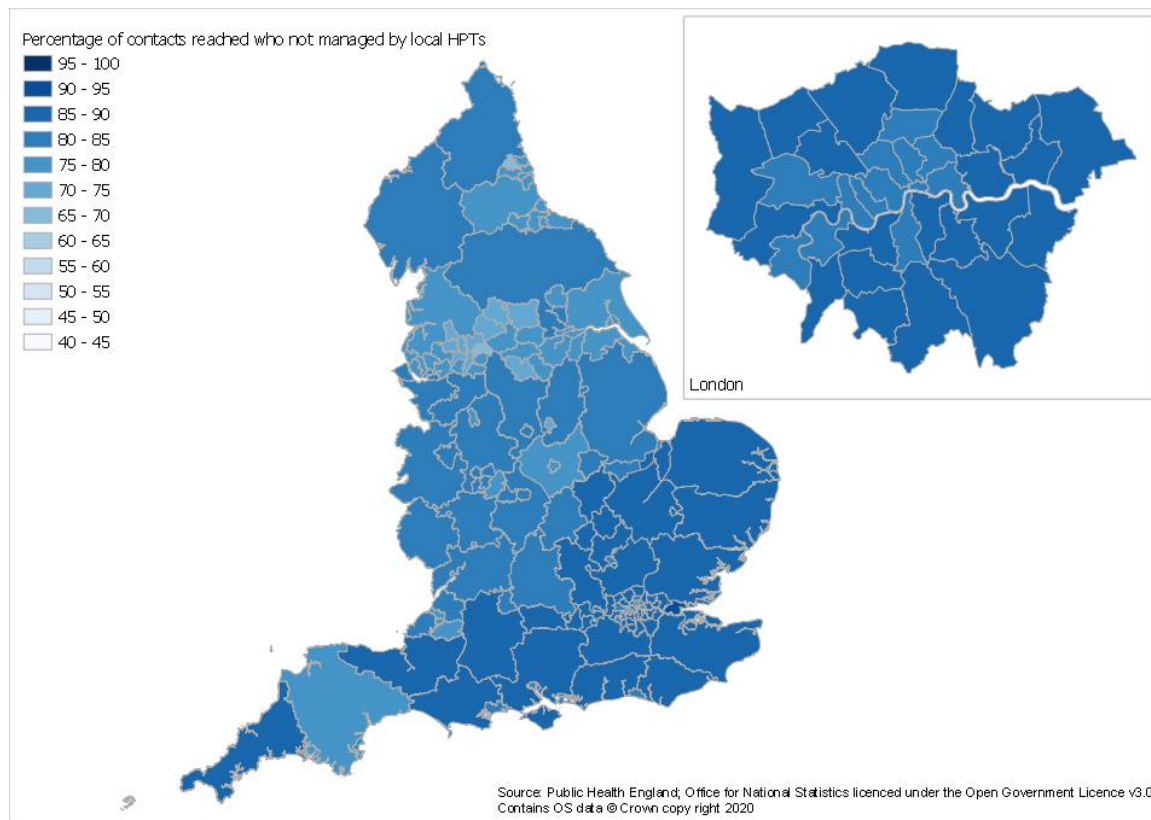 Percentage of contacts reached who not managed by local HPTs
95 - 100
90 - 95
85 - 90
80 - 85
75 - 80
70 - 75
65 - 70
60 - 65
55 - 60
50 - 55
45 - 50
40 - 45
London
Source: Public Health England; Office for National Statistics licenced under the Open Government Licence v3.0
Contains OS data © Crown copy right 2020